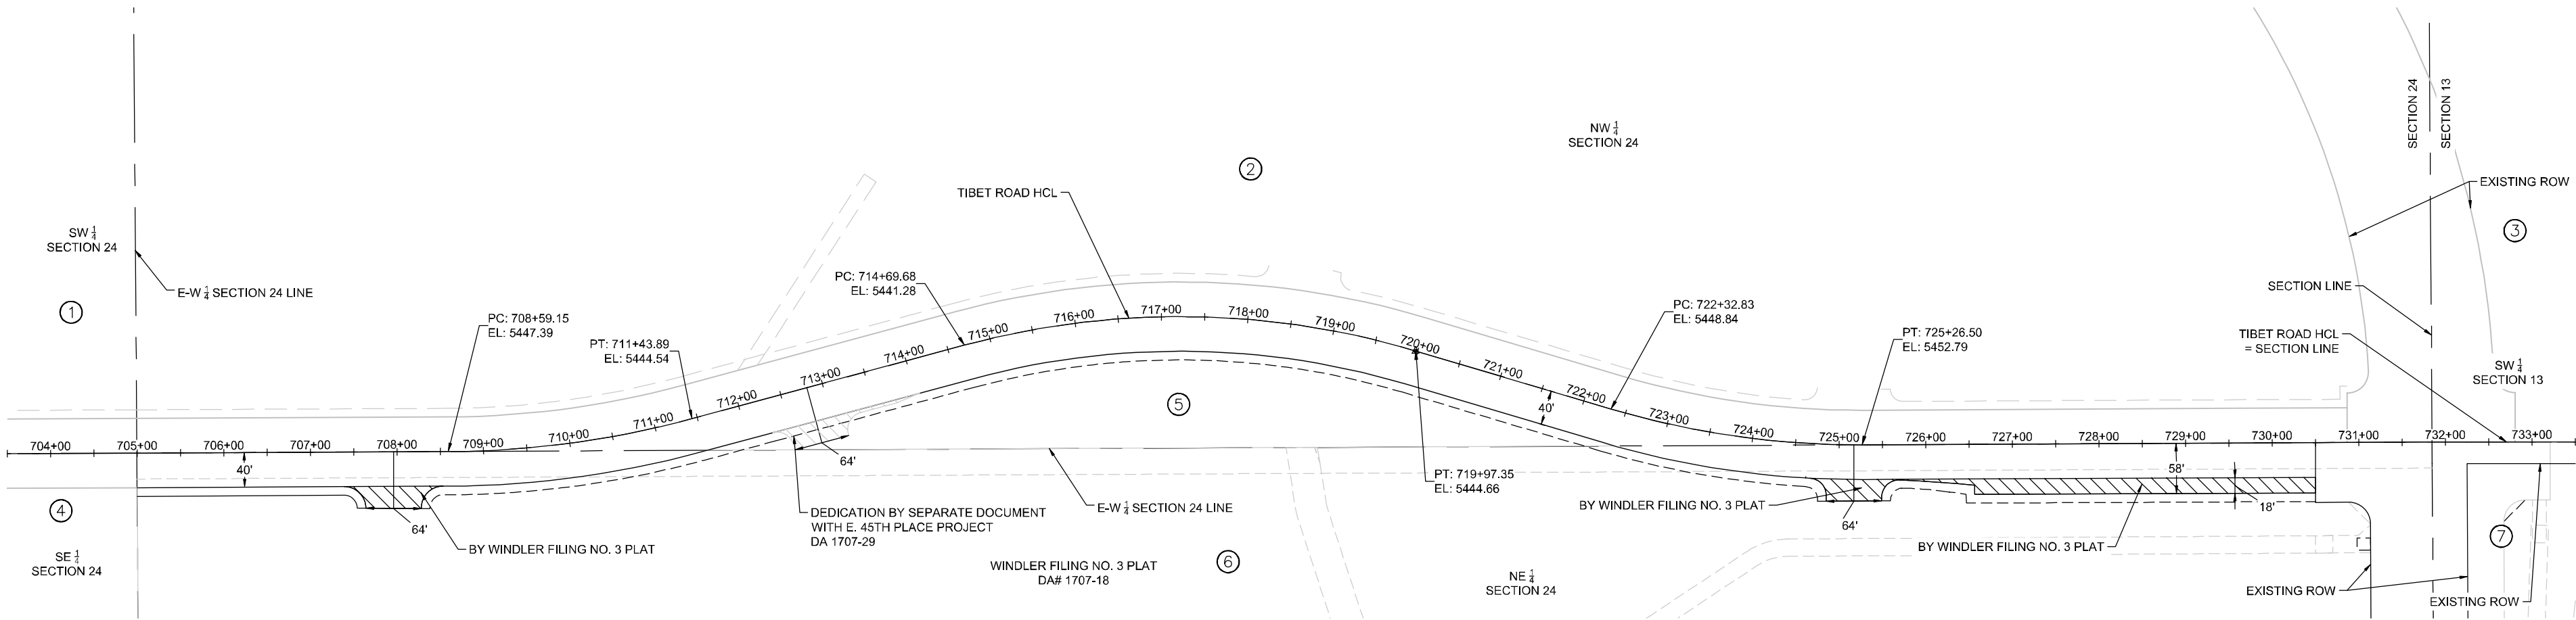 SECTION 24
SECTION 13
NW 1/4
SECTION 24
2
TIBET ROAD HCL
EXISTING ROW
3
SW 1/4
SECTION 24
E-W 1/4 SECTION 24 LINE
1
PC: 714+69.68
EL: 5441.28
SECTION LINE
PC: 708+59.15
EL: 5447.39
PT: 711+43.89
EL: 5444.54
PC: 722+32.83
EL: 5448.84
PT: 725+26.50
EL: 5452.79
TIBET ROAD HCL
= SECTION LINE
SW 1/4
SECTION 13
704+00
705+00
706+00
707+00
708+00
709+00
710+00
711+00
712+00
713+00
714+00
715+00
716+00
717+00
718+00
719+00
720+00
721+00
722+00
723+00
724+00
725+00
726+00
727+00
728+00
729+00
730+00
731+00
732+00
733+00
40'
5
40'
64'
58'
18'
PT: 719+97.35
EL: 5444.66
4
64'
DEDICATION BY SEPARATE DOCUMENT
WITH E. 45TH PLACE PROJECT
DA 1707-29
E-W 1/4 SECTION 24 LINE
BY WINDLER FILING NO. 3 PLAT
64'
7
BY WINDLER FILING NO. 3 PLAT
BY WINDLER FILING NO. 3 PLAT
SE 1/4
SECTION 24
WINDLER FILING NO. 3 PLAT
DA# 1707-18
6
NE 1/4
SECTION 24
EXISTING ROW
EXISTING ROW